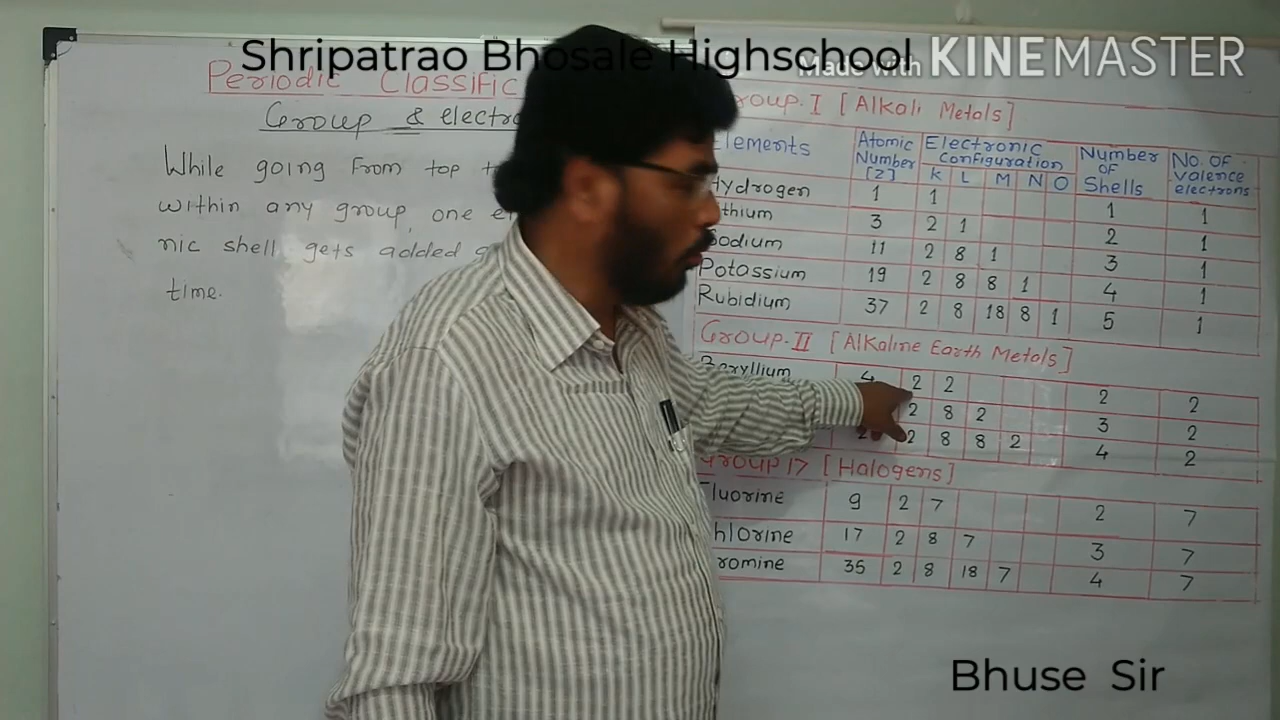 Shripatrao Bhosale Highschool
Made with KINEMASTER
Periodic Classific
Group & electro
While going from top t
within any group, one e
nic shell gets added a
time.
Group-I [Alkali Metals]
Elements Atomic Number [Z] Electronic Configuration Number OF Shells No. OF Valence electrons
K L M N O
Hydrogen 1 1 1 1
thium 3 2 1 2 1
Sodium 11 2 8 1 3 1
Potassium 19 2 8 8 1 4 1
Rubidium 37 2 8 18 8 1 5 1
Group-II [Alkaline Earth Metals]
Beryllium 4 2 2 2 2
2 8 2 3 2
2 2 8 8 2 4 2
Group 17 [Halogens]
Fluorine 9 2 7 2 7
hlorine 17 2 8 7 3 7
romine 35 2 8 18 7 4 7
Bhuse Sir